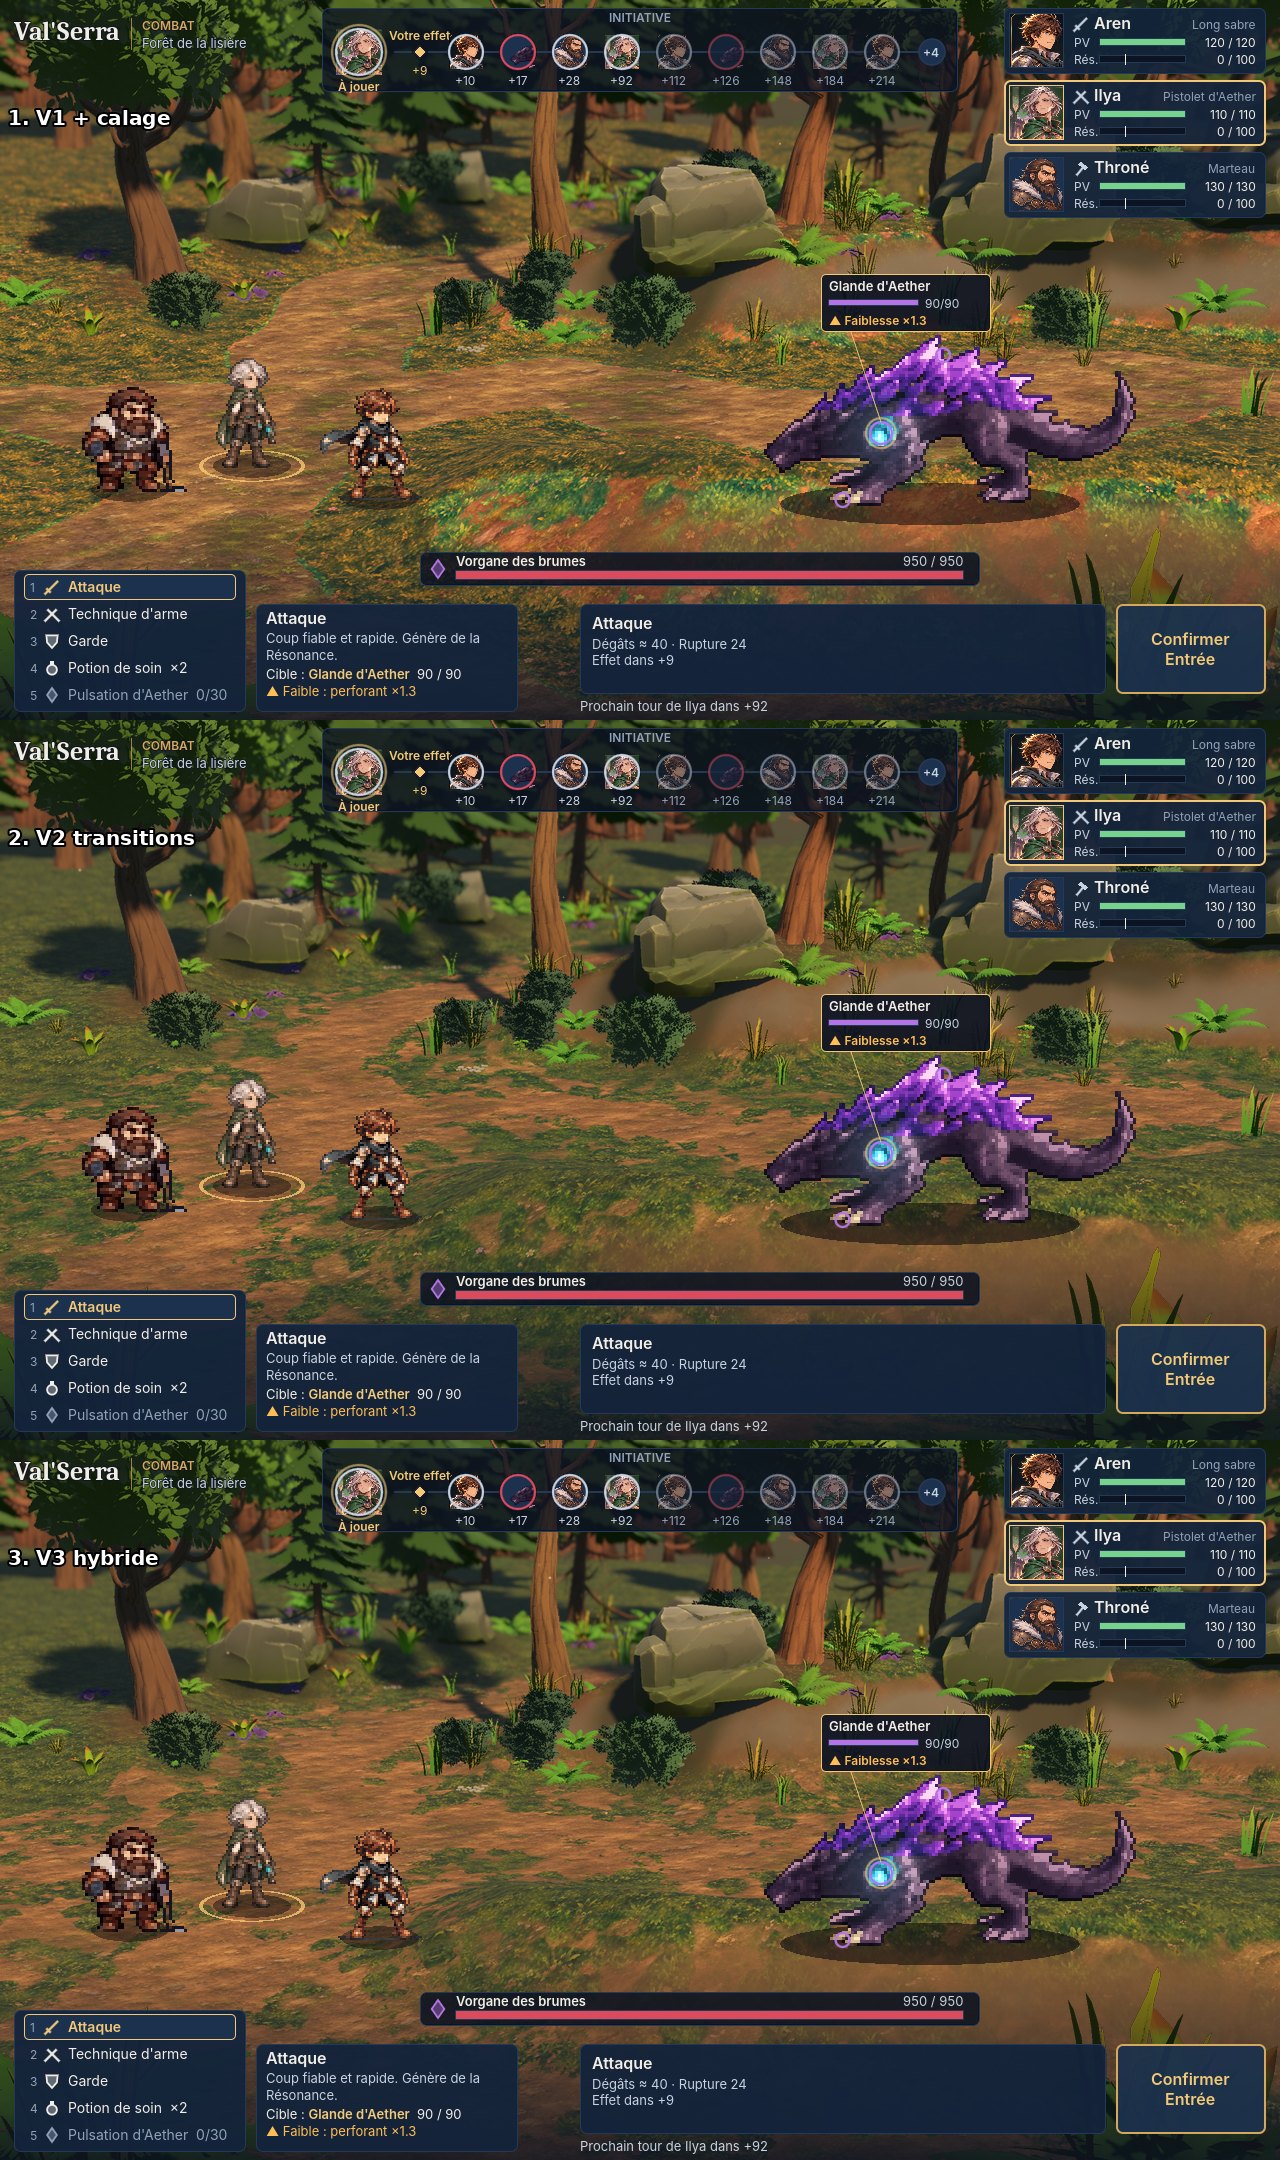 Val'Serra
COMBAT
Forêt de la lisière
INITIATIVE
Votre effet
+9
À jouer
+10
+17
+28
+92
+112
+126
+148
+184
+214
+4
Aren
Long sabre
PV
120 / 120
Rés.
0 / 100
Ilya
Pistolet d'Aether
PV
110 / 110
Rés.
0 / 100
Throné
Marteau
PV
130 / 130
Rés.
0 / 100
1. V1 + calage
Glande d'Aether
90/90
▲ Faiblesse ×1.3
Vorgane des brumes
950 / 950
1 Attaque
2 Technique d'arme
3 Garde
4 Potion de soin ×2
5 Pulsation d'Aether 0/30
Attaque
Coup fiable et rapide. Génère de la
Résonance.
Cible : Glande d'Aether 90 / 90
▲ Faible : perforant ×1.3
Attaque
Dégâts ≈ 40 · Rupture 24
Effet dans +9
Prochain tour de Ilya dans +92
Confirmer
Entrée
Val'Serra
COMBAT
Forêt de la lisière
INITIATIVE
Votre effet
+9
À jouer
+10
+17
+28
+92
+112
+126
+148
+184
+214
+4
Aren
Long sabre
PV
120 / 120
Rés.
0 / 100
Ilya
Pistolet d'Aether
PV
110 / 110
Rés.
0 / 100
Throné
Marteau
PV
130 / 130
Rés.
0 / 100
2. V2 transitions
Glande d'Aether
90/90
▲ Faiblesse ×1.3
Vorgane des brumes
950 / 950
1 Attaque
2 Technique d'arme
3 Garde
4 Potion de soin ×2
5 Pulsation d'Aether 0/30
Attaque
Coup fiable et rapide. Génère de la
Résonance.
Cible : Glande d'Aether 90 / 90
▲ Faible : perforant ×1.3
Attaque
Dégâts ≈ 40 · Rupture 24
Effet dans +9
Prochain tour de Ilya dans +92
Confirmer
Entrée
Val'Serra
COMBAT
Forêt de la lisière
INITIATIVE
Votre effet
+9
À jouer
+10
+17
+28
+92
+112
+126
+148
+184
+214
+4
Aren
Long sabre
PV
120 / 120
Rés.
0 / 100
Ilya
Pistolet d'Aether
PV
110 / 110
Rés.
0 / 100
Throné
Marteau
PV
130 / 130
Rés.
0 / 100
3. V3 hybride
Glande d'Aether
90/90
▲ Faiblesse ×1.3
Vorgane des brumes
950 / 950
1 Attaque
2 Technique d'arme
3 Garde
4 Potion de soin ×2
5 Pulsation d'Aether 0/30
Attaque
Coup fiable et rapide. Génère de la
Résonance.
Cible : Glande d'Aether 90 / 90
▲ Faible : perforant ×1.3
Attaque
Dégâts ≈ 40 · Rupture 24
Effet dans +9
Prochain tour de Ilya dans +92
Confirmer
Entrée